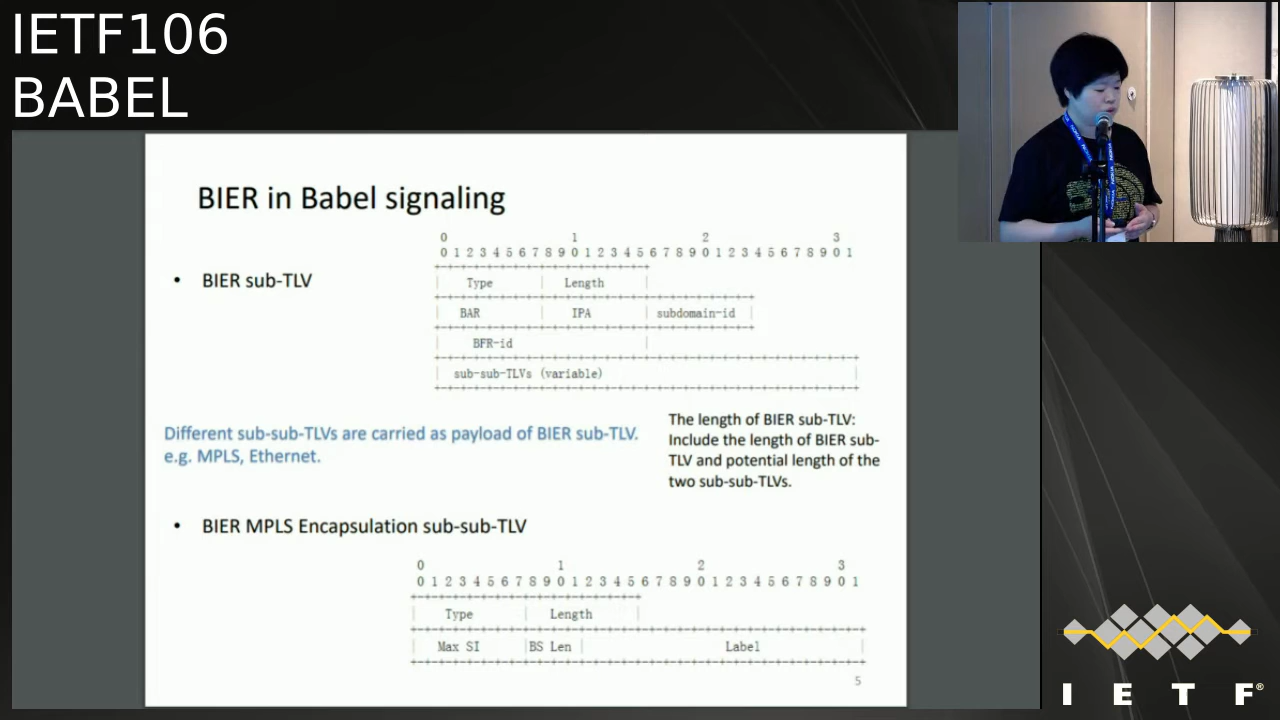 IETF106
BABEL
BIER in Babel signaling
0 1 2 3
0 1 2 3 4 5 6 7 8 9 0 1 2 3 4 5 6 7 8 9 0 1 2 3 4 5 6 7 8 9 0 1
• BIER sub-TLV
Type Length
BAR IPA subdomain-id
BFR-id
sub-sub-TLVs (variable)
Different sub-sub-TLVs are carried as payload of BIER sub-TLV.
e.g. MPLS, Ethernet.
The length of BIER sub-TLV:
Include the length of BIER sub-
TLV and potential length of the
two sub-sub-TLVs.
• BIER MPLS Encapsulation sub-sub-TLV
0 1 2 3
0 1 2 3 4 5 6 7 8 9 0 1 2 3 4 5 6 7 8 9 0 1 2 3 4 5 6 7 8 9 0 1
Type Length
Max SI BS Len Label
5
I E T F®